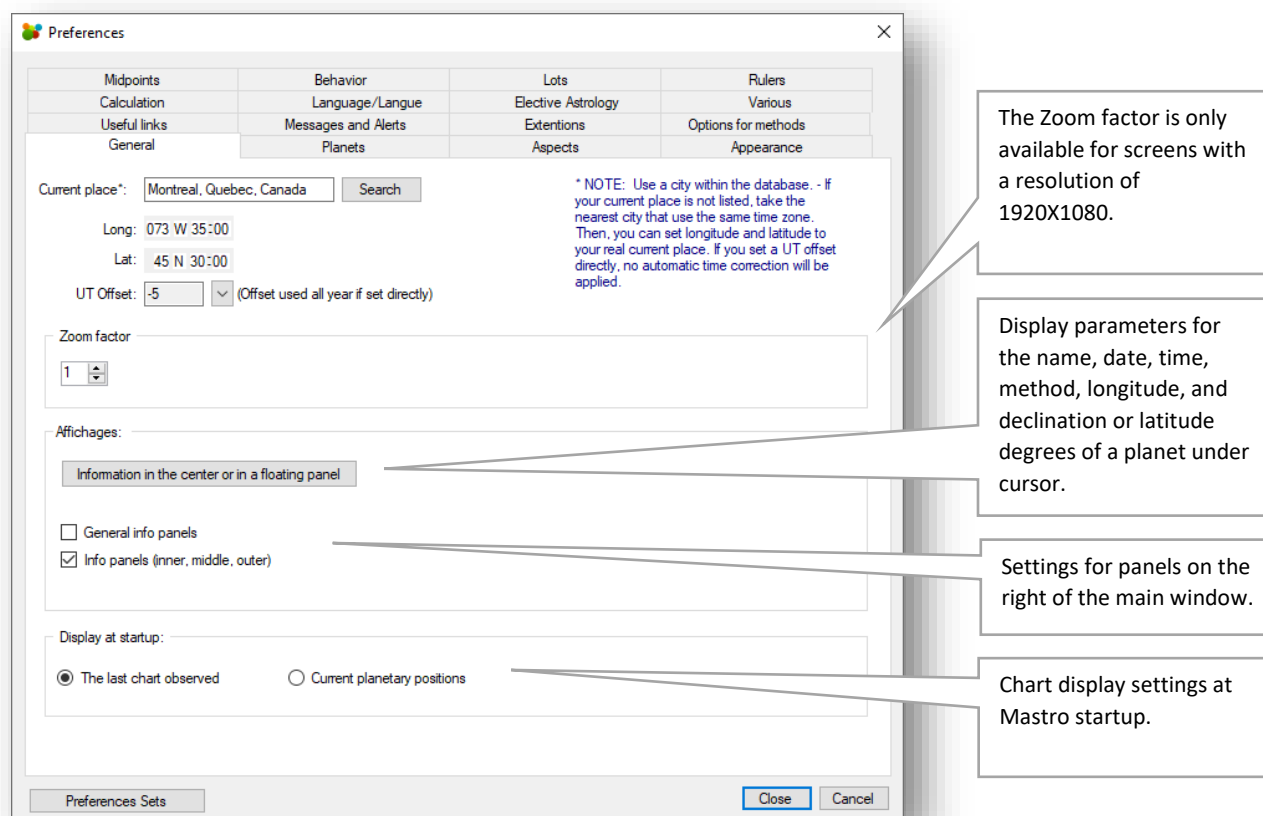 Preferences
Midpoints Behavior Lots Rulers
Calculation Language/Langue Elective Astrology Various
Useful links Messages and Alerts Extentions Options for methods
General Planets Aspects Appearance
Current place*: Montreal, Quebec, Canada Search
Long: 073 W 35:00
Lat: 45 N 30:00
UT Offset: -5 (Offset used all year if set directly)
* NOTE: Use a city within the database. - If
your current place is not listed, take the
nearest city that use the same time zone.
Then, you can set longitude and latitude to
your real current place. If you set a UT offset
directly, no automatic time correction will be
applied.
Zoom factor
1
Affichages:
Information in the center or in a floating panel
General info panels
Info panels (inner, middle, outer)
Display at startup:
The last chart observed Current planetary positions
Preferences Sets Close Cancel
The Zoom factor is only
available for screens with
a resolution of
1920X1080.
Display parameters for
the name, date, time,
method, longitude, and
declination or latitude
degrees of a planet under
cursor.
Settings for panels on the
right of the main window.
Chart display settings at
Mastro startup.